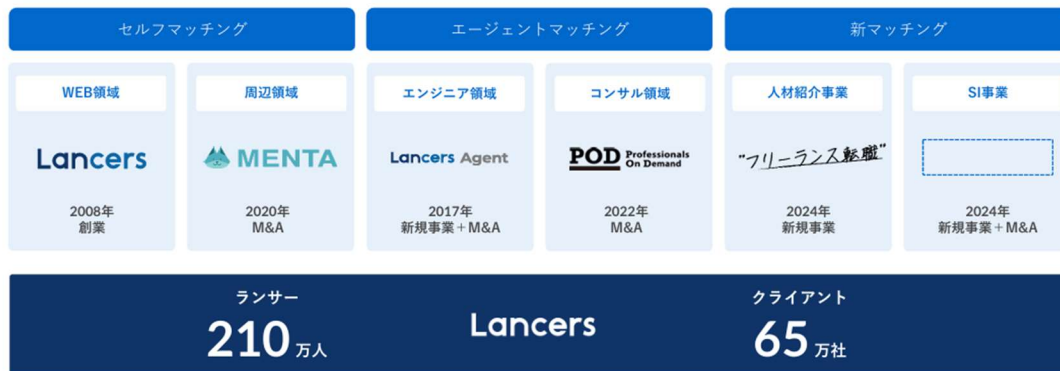 セルフマッチング
エージェントマッチング
新マッチング
WEB領域
周辺領域
エンジニア領域
コンサル領域
人材紹介事業
SI事業
Lancers
MENTA
Lancers Agent
POD Professionals
On Demand
"フリーランス転職"
2008年
創業
2020年
M&A
2017年
新規事業+M&A
2022年
M&A
2024年
新規事業
2024年
新規事業+M&A
ランサー
210万人
Lancers
クライアント
65万社